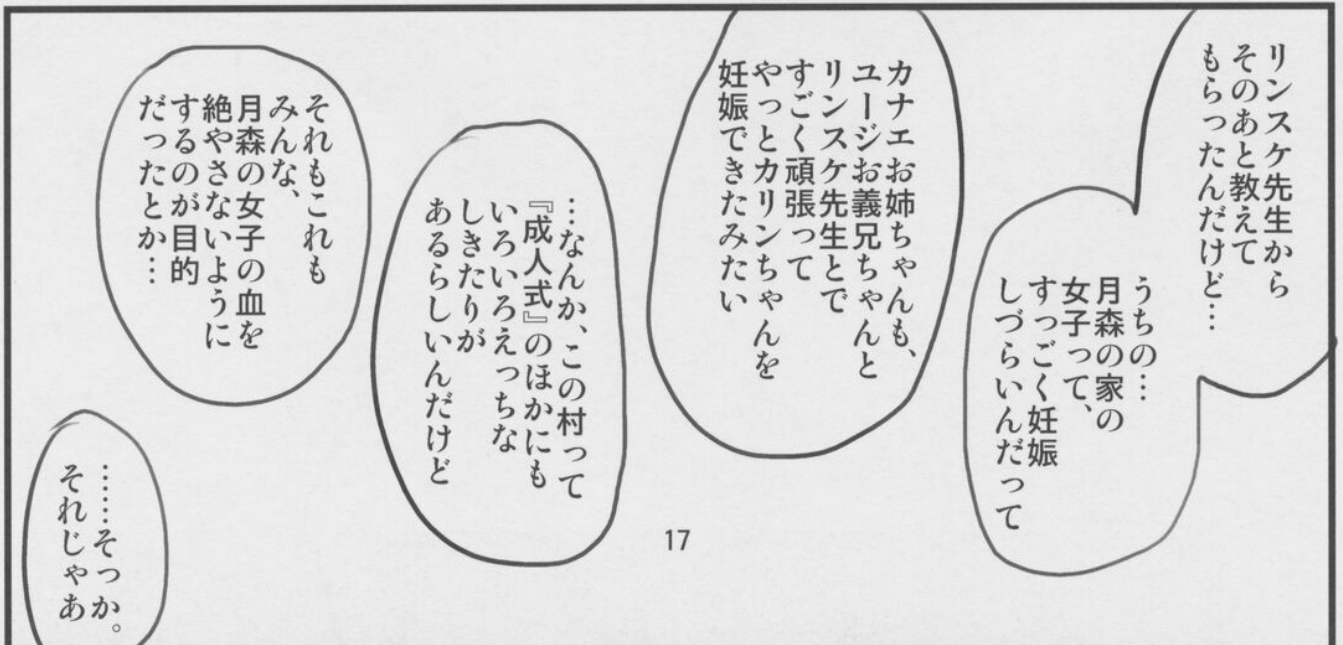 リンスケ先生から
そのあと教えて
もらったんだけど…
うちの…
月森の家の
女子って、
すっごく妊娠
しづらいんだって
カナエお姉ちゃんも、
ユージお義兄ちゃんと
リンスケ先生とで
すごく頑張って
やっとカリンちゃんを
妊娠できたみたい
…なんか、この村って
『成人式』のほかにも
いろいろえっちな
しきたりが
あるらしいんだけど
それもこれも
みんな、
月森の女子の血を
絶やさないように
するのが目的
だったとか…
……そっか。
それじゃあ
17